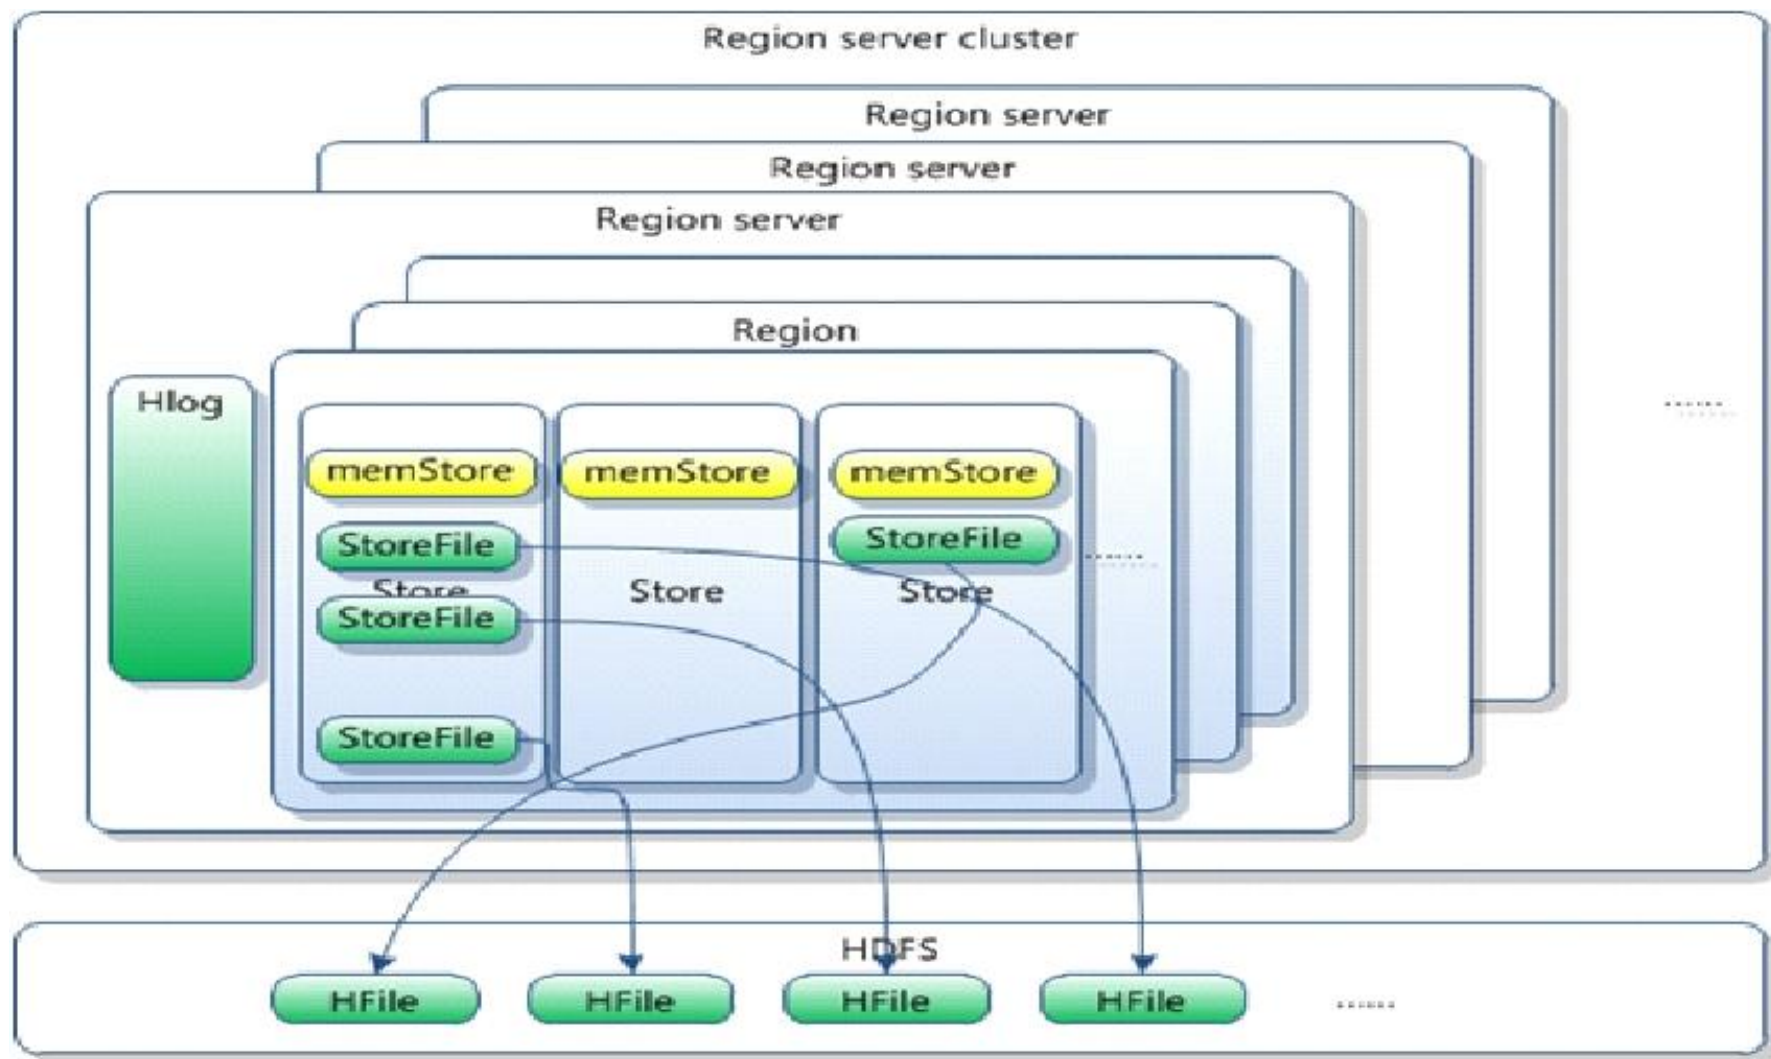 Region server cluster
Region server
Region server
Region server
Region
Hlog
memStore
memStore
memStore
StoreFile
StoreFile
Store
Store
Store
StoreFile
StoreFile
HDFS
HFile
HFile
HFile
HFile